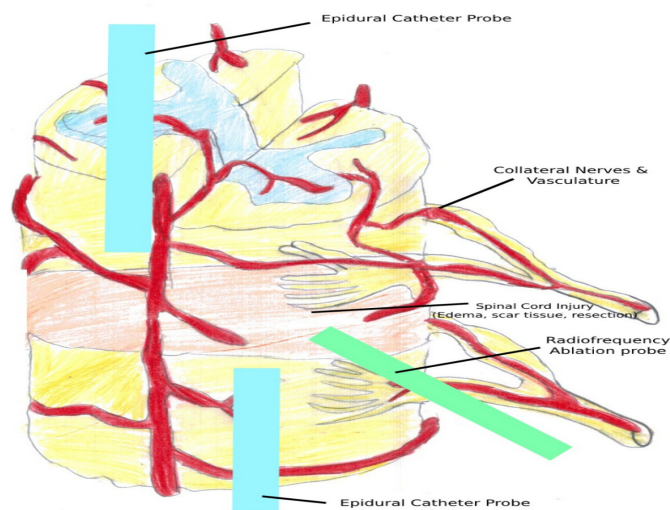 Epidural Catheter Probe
Collateral Nerves &
Vasculature
Spinal Cord Injury
(Edema, scar tissue, resection)
Radiofrequency
Ablation probe
Epidural Catheter Probe